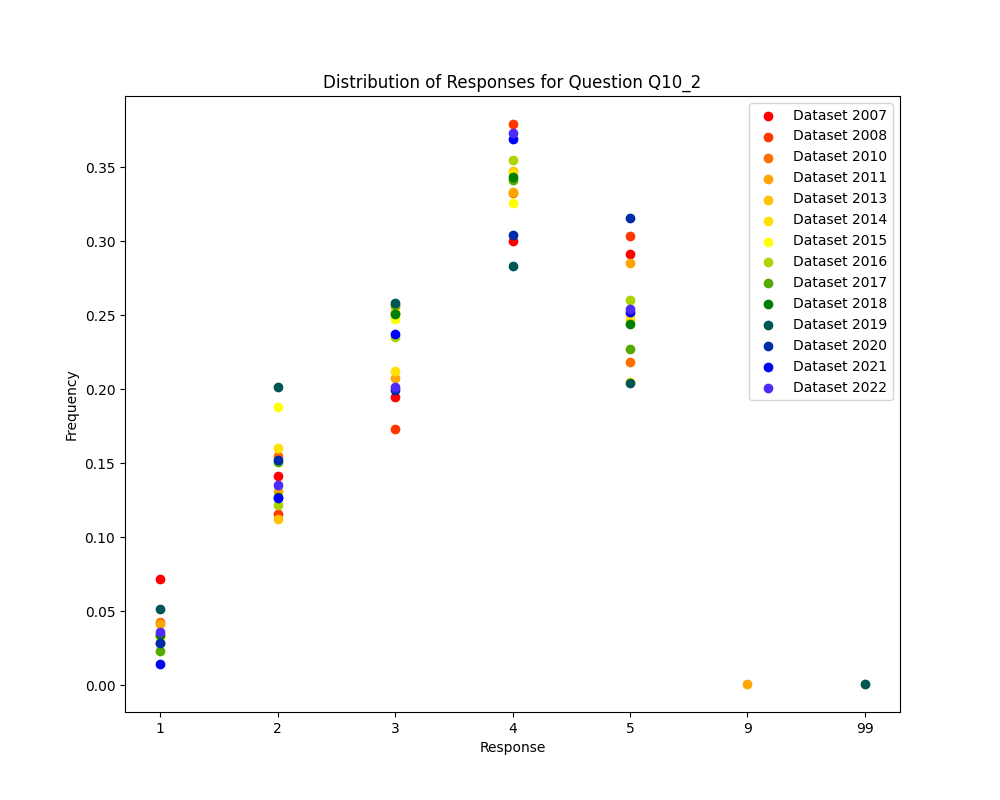 Distribution of Responses for Question Q10_2
Dataset 2007
Dataset 2008
Dataset 2010
Dataset 2011
Dataset 2013
Dataset 2014
Dataset 2015
Dataset 2016
Dataset 2017
Dataset 2018
Dataset 2019
Dataset 2020
Dataset 2021
Dataset 2022
Frequency
0.35
0.30
0.25
0.20
0.15
0.10
0.05
0.00
1 2 3 4 5 9 99
Response